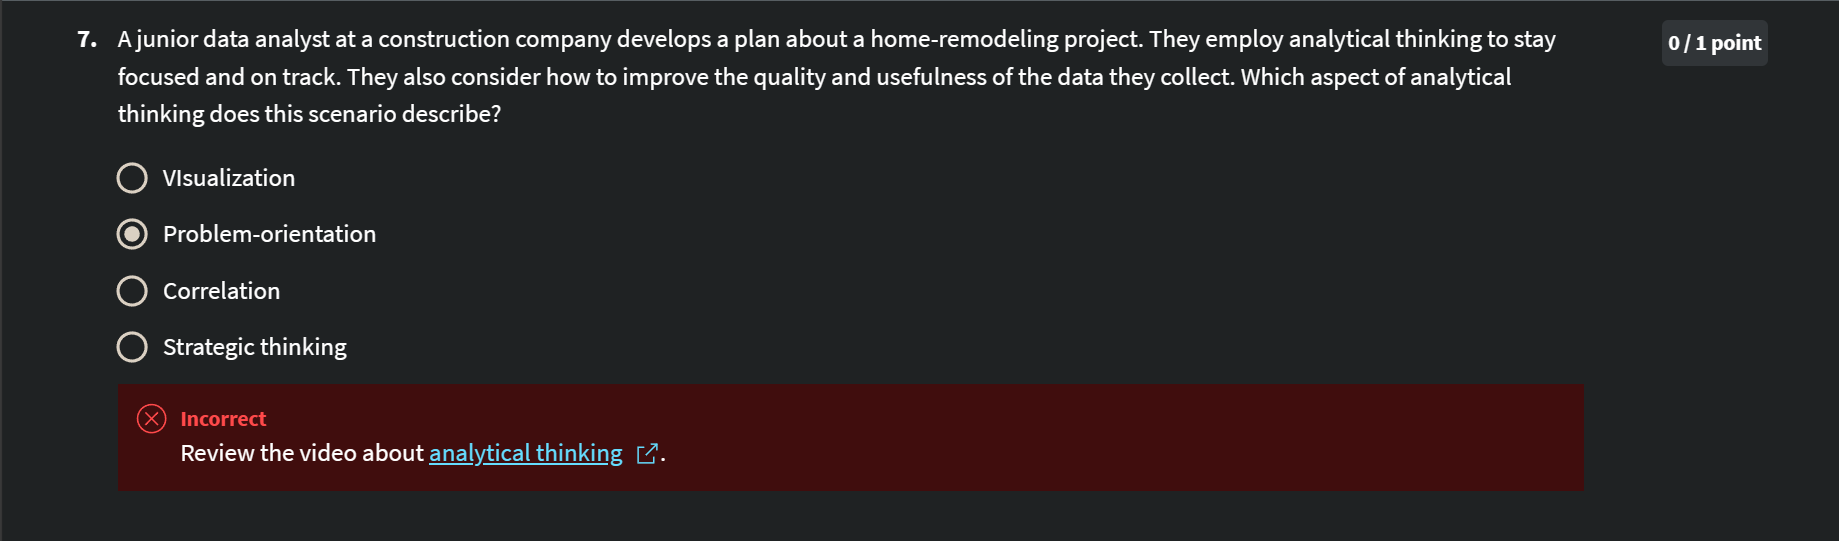 7. A junior data analyst at a construction company develops a plan about a home-remodeling project. They employ analytical thinking to stay
0 / 1 point
focused and on track. They also consider how to improve the quality and usefulness of the data they collect. Which aspect of analytical
thinking does this scenario describe?
VIsualization
Problem-orientation
Correlation
Strategic thinking
Incorrect
Review the video about analytical thinking .